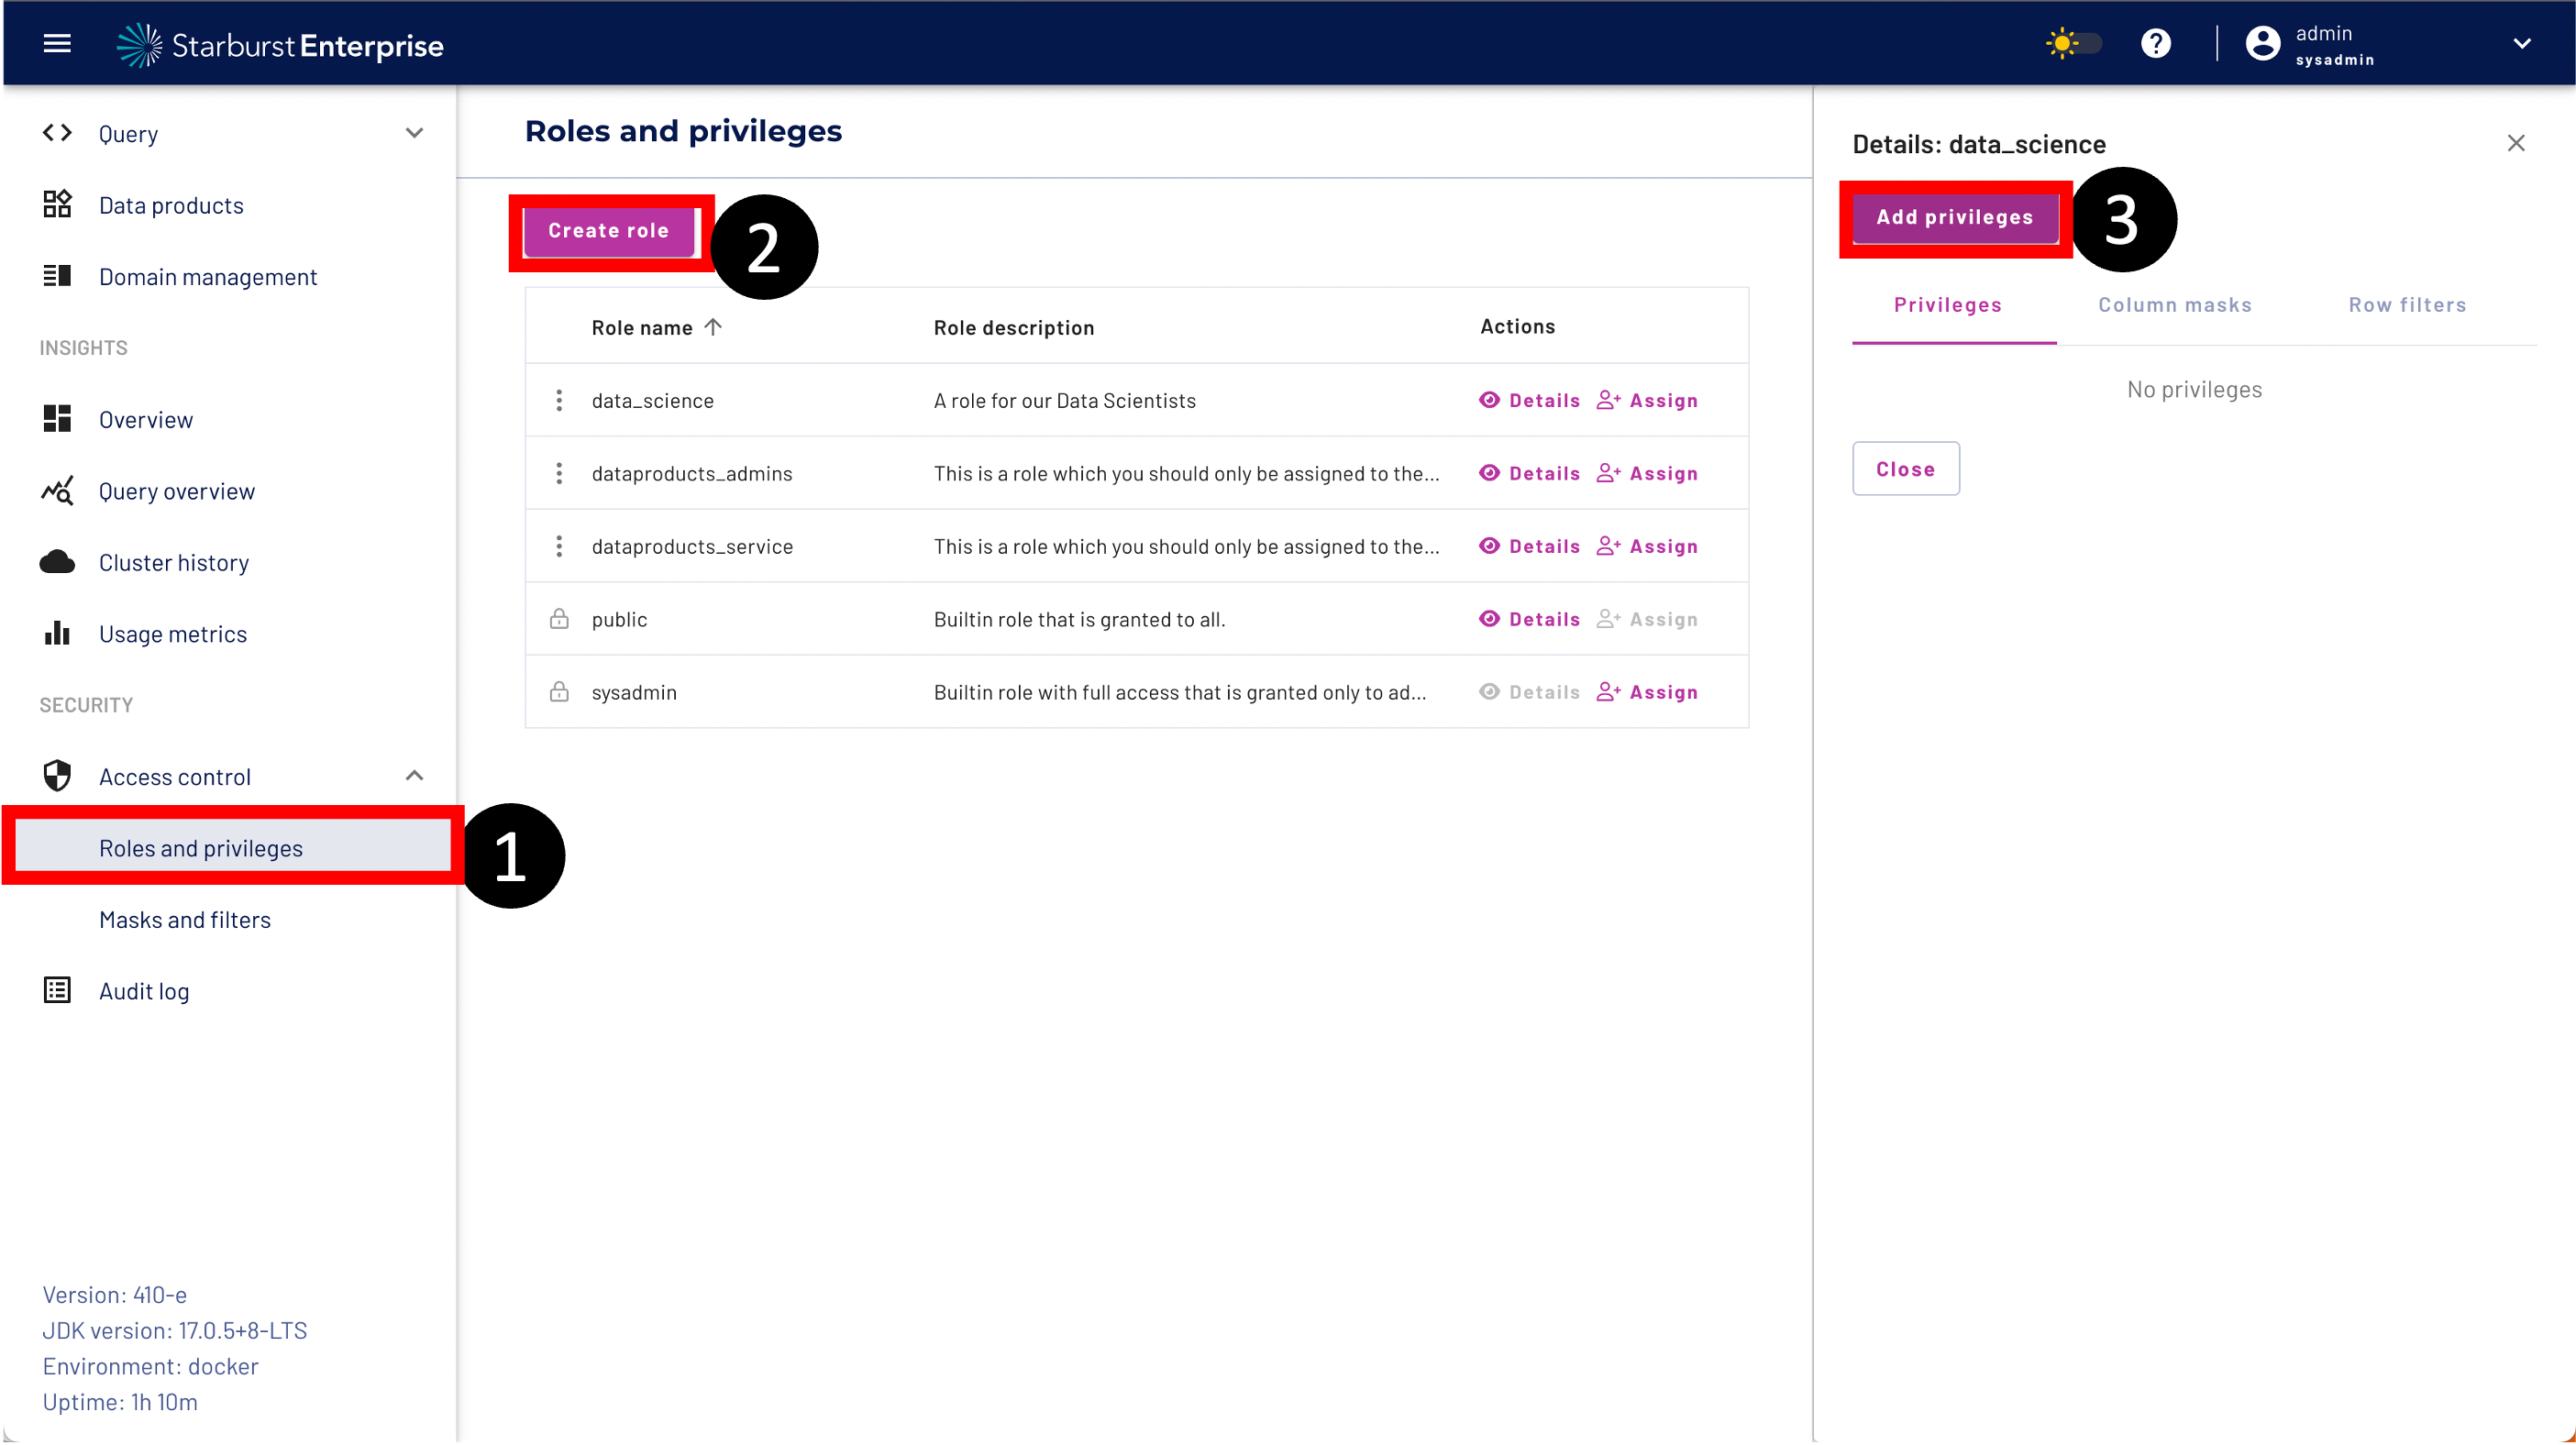 Starburst Enterprise
?
admin
sysadmin
Query
Data products
Domain management
INSIGHTS
Overview
Query overview
Cluster history
Usage metrics
SECURITY
Access control
Roles and privileges
1
Masks and filters
Audit log
Version: 410-e
JDK version: 17.0.5+8-LTS
Environment: docker
Uptime: 1h 10m
Roles and privileges
Create role
2
Role name Role description Actions
data_science A role for our Data Scientists Details Assign
dataproducts_admins This is a role which you should only be assigned to the... Details Assign
dataproducts_service This is a role which you should only be assigned to the... Details Assign
public Builtin role that is granted to all. Details Assign
sysadmin Builtin role with full access that is granted only to ad... Details Assign
Details: data_science
Add privileges
3
Privileges Column masks Row filters
No privileges
Close